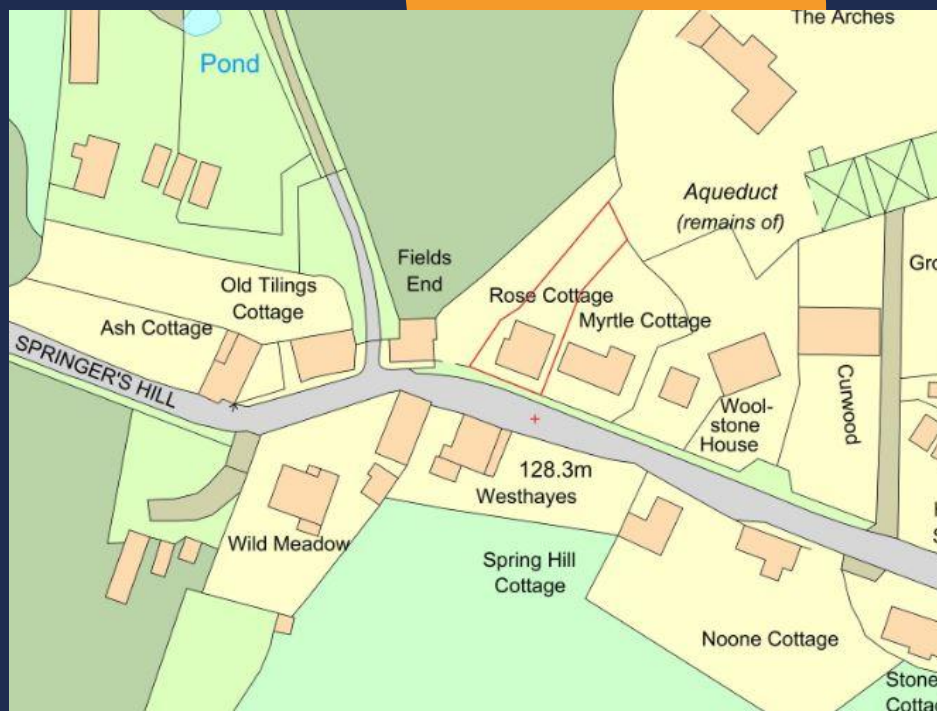 The Arches
Pond
Aqueduct
(remains of)
Fields
End
Old Tilings
Cottage
Rose Cottage
Ash Cottage
Myrtle Cottage
SPRINGER'S HILL
Curwood
Wool-
stone
House
128.3m
Westhayes
Wild Meadow
Spring Hill
Cottage
Noone Cottage
Stone